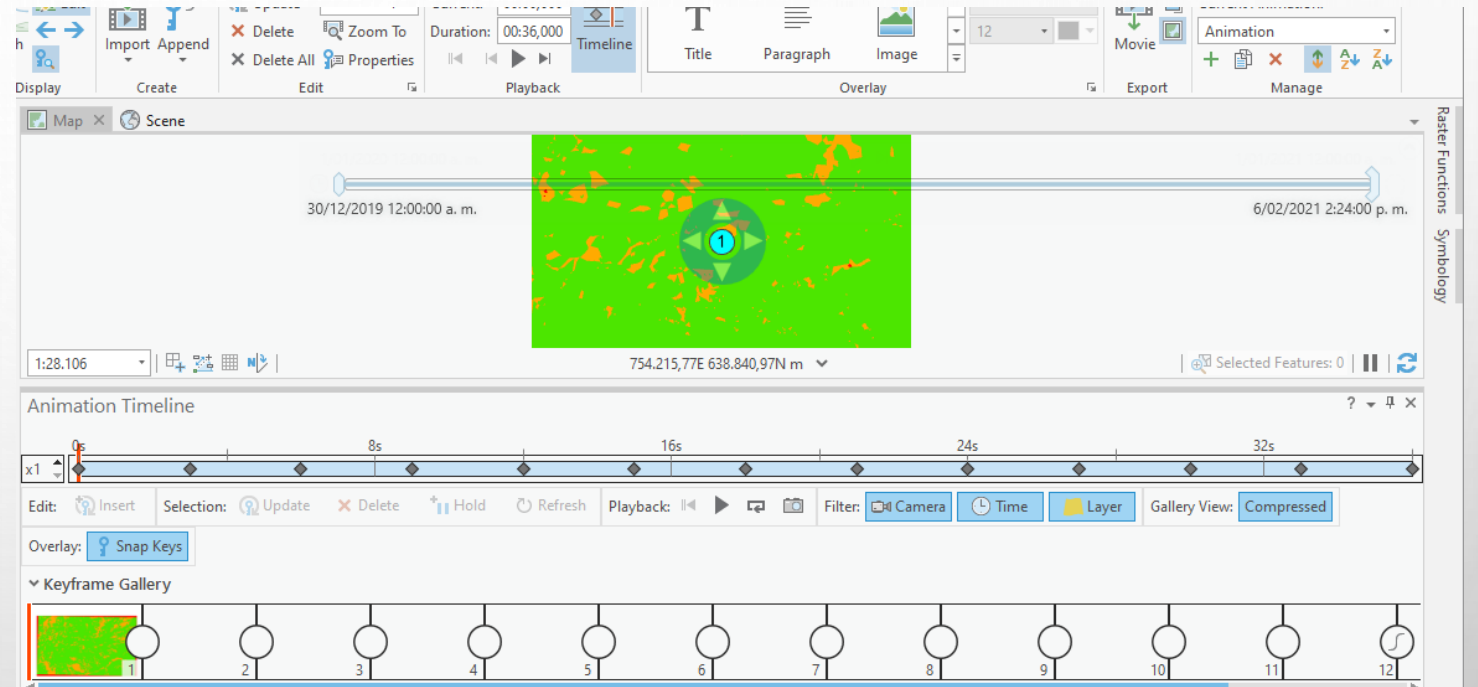 Import Append
Delete
Zoom To
Duration: 00:36,000
Timeline
Title
Paragraph
Image
12
Movie
Animation
Delete All
Properties
Display
Create
Edit
Playback
Overlay
Export
Manage
Map
Scene
Raster Functions
Symbology
30/12/2019 12:00:00 a. m.
6/02/2021 2:24:00 p. m.
1
1:28.106
754.215,77E 638.840,97N m
Selected Features: 0
Animation Timeline
?
0s 8s 16s 24s 32s
x1
Edit: Insert Selection: Update Delete Hold Refresh Playback: Filter: Camera Time Layer Gallery View: Compressed
Overlay: Snap Keys
Keyframe Gallery
1 2 3 4 5 6 7 8 9 10 11 12